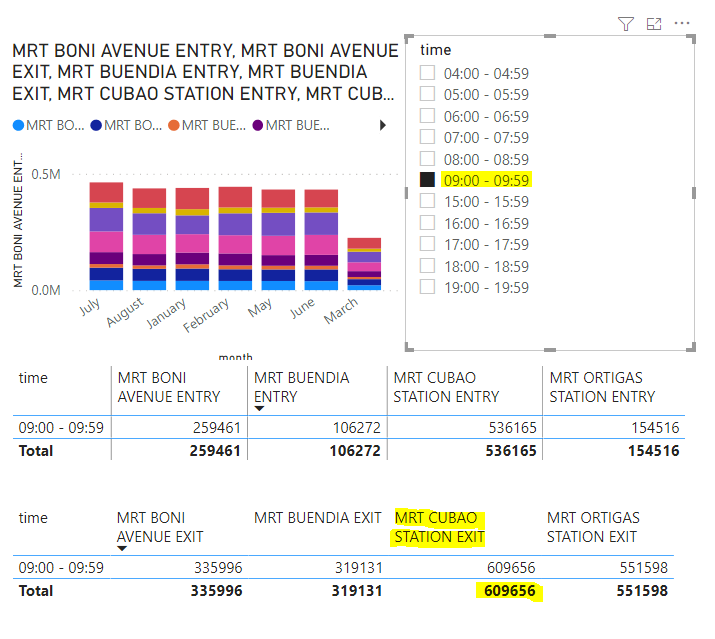 MRT BONI AVENUE ENTRY, MRT BONI AVENUE
EXIT, MRT BUENDIA ENTRY, MRT BUENDIA
EXIT, MRT CUBAO STATION ENTRY, MRT CUB...
MRT BO... MRT BO... MRT BUE... MRT BUE...
MRT BONI AVENUE ENT...
0.5M
0.0M
July August January February May June March
month
time
04:00 - 04:59
05:00 - 05:59
06:00 - 06:59
07:00 - 07:59
08:00 - 08:59
09:00 - 09:59
15:00 - 15:59
16:00 - 16:59
17:00 - 17:59
18:00 - 18:59
19:00 - 19:59
time MRT BONI MRT BUENDIA MRT CUBAO MRT ORTIGAS
AVENUE ENTRY ENTRY STATION ENTRY STATION ENTRY
09:00 - 09:59 259461 106272 536165 154516
Total 259461 106272 536165 154516
time MRT BONI MRT BUENDIA EXIT MRT CUBAO MRT ORTIGAS
AVENUE EXIT STATION EXIT STATION EXIT
09:00 - 09:59 335996 319131 609656 551598
Total 335996 319131 609656 551598